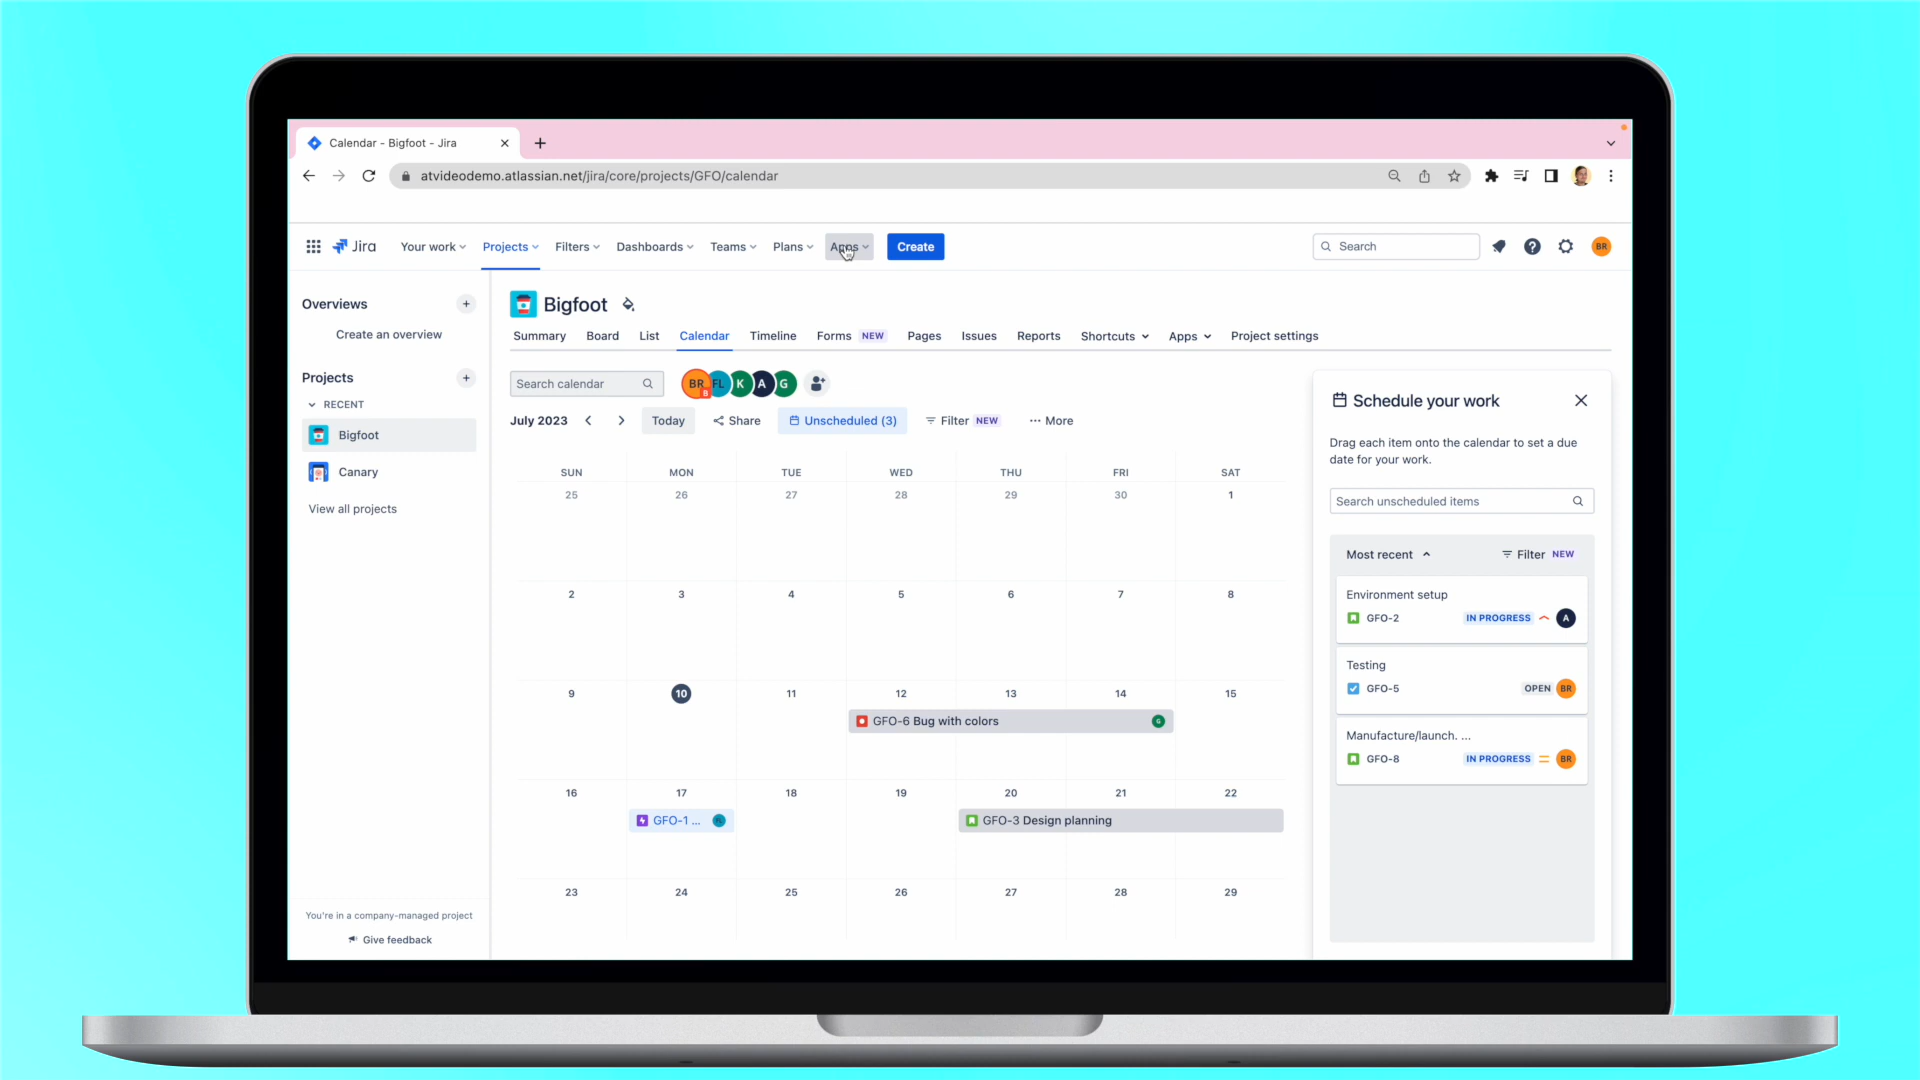 Calendar - Bigfoot - Jira
atvideodemo.atlassian.net/jira/core/projects/GFO/calendar
Jira Your work Projects Filters Dashboards Teams Plans Apps Create Search BR
Overviews
Create an overview
Projects
RECENT
Bigfoot
Canary
View all projects
You're in a company-managed project
Give feedback
Bigfoot
Summary Board List Calendar Timeline Forms NEW Pages Issues Reports Shortcuts Apps Project settings
Search calendar BR FL K A G
July 2023 Today Share Unscheduled (3) Filter NEW More
SUN MON TUE WED THU FRI SAT
25 26 27 28 29 30 1
2 3 4 5 6 7 8
9 10 11 12 13 14 15
GFO-6 Bug with colors G
16 17 18 19 20 21 22
GFO-1 ... FL GFO-3 Design planning
23 24 25 26 27 28 29
Schedule your work
Drag each item onto the calendar to set a due
date for your work.
Search unscheduled items
Most recent Filter NEW
Environment setup
GFO-2 IN PROGRESS A
Testing
GFO-5 OPEN BR
Manufacture/launch. ...
GFO-8 IN PROGRESS BR